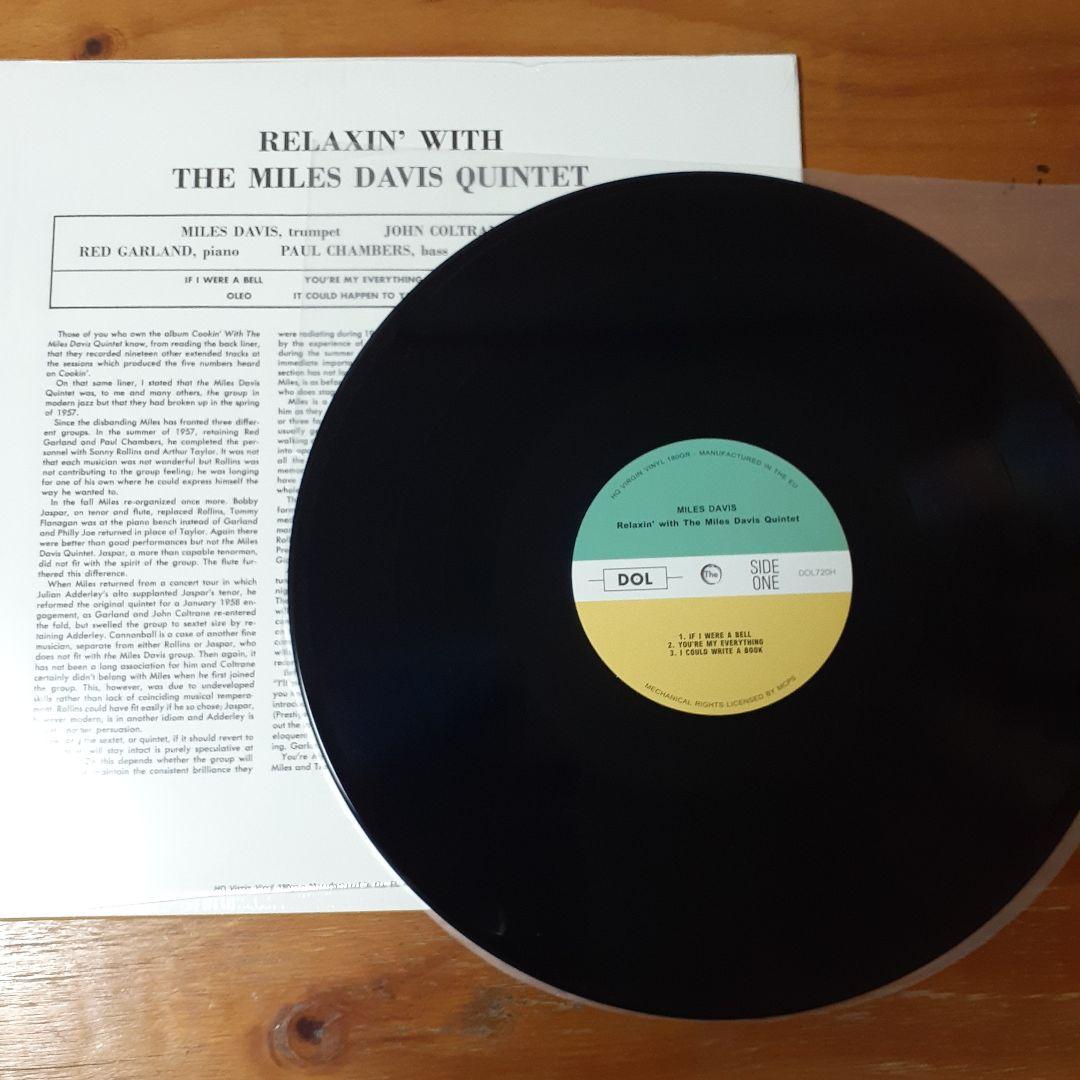 RELAXIN' WITH
THE MILES DAVIS QUINTET
MILES DAVIS, trumpet JOHN COLTRA
RED GARLAND, piano PAUL CHAMBERS, bass
IF I WERE A BELL YOU'RE MY EVERYTHING
OLEO IT COULD HAPPEN TO Y
Those of you who own the album Cookin' With The
Miles Davis Quintet know, from reading the back liner,
that they recorded nineteen other extended tracks at
the sessions which produced the five numbers heard
on Cookin'.
On that same liner, I stated that the Miles Davis
Quintet was, to me and many others, the group in
modern jazz but that they had broken up in the spring
of 1957.
Since the disbanding Miles has fronted three differ-
ent groups. In the summer of 1957, retaining Red
Garland and Paul Chambers, he completed the per-
sonnel with Sonny Rollins and Arthur Taylor. It was not
that each musician was not wonderful but Rollins was
not contributing to the group feeling; he was longing
for one of his own where he could express himself the
way he wanted to.
In the fall Miles re-organized once more. Bobby
Jaspar, on tenor and flute, replaced Rollins, Tommy
Flanagan was at the piano bench instead of Garland
and Philly Joe returned in place of Taylor. Again there
were better than good performances but not the Miles
Davis Quintet. Jaspar, a more than capable tenorman,
did not fit with the spirit of the group. The flute fur-
thered this difference.
When Miles returned from a concert tour in which
Julian Adderley's alto supplanted Jaspar's tenor, he
reformed the original quintet for a January 1958 en-
gagement, as Garland and John Coltrane re-entered
the fold, but swelled the group to sextet size by re-
taining Adderley. Cannonball is a case of another fine
musician, separate from either Rollins or Jaspar, who
does not fit with the Miles Davis group. Then again, it
has not been a long association for him and Coltrane
certainly didn't belong with Miles when he first joined
the group. This, however, was due to undeveloped
skills rather than lack of coinciding musical tempera-
ment. Rollins could have fit easily if he so chose; Jaspar,
however modern, is in another idiom and Adderley is
another persuasion.
the sextet, or quintet, if it should revert to
will stay intact is purely speculative at
this depends whether the group will
maintain the consistent brilliance they
were radiating during 19
by the experience of
during the summer
immediate import
section has not lo
Miles, is as befor
who does stag
Miles is a
him as they
or three fo
usually g
walking
into
all the
memo
have
whole
Th
form
eloquen
ing. Garl
You're
Miles and T
HQ VIRGIN VINYL 180GR - MANUFACTURED IN THE EU
MILES DAVIS
Relaxin' with The Miles Davis Quintet
DOL The SIDE ONE DOL720H
1. IF I WERE A BELL
2. YOU'RE MY EVERYTHING
3. I COULD WRITE A BOOK
MECHANICAL RIGHTS LICENSED BY MCPS